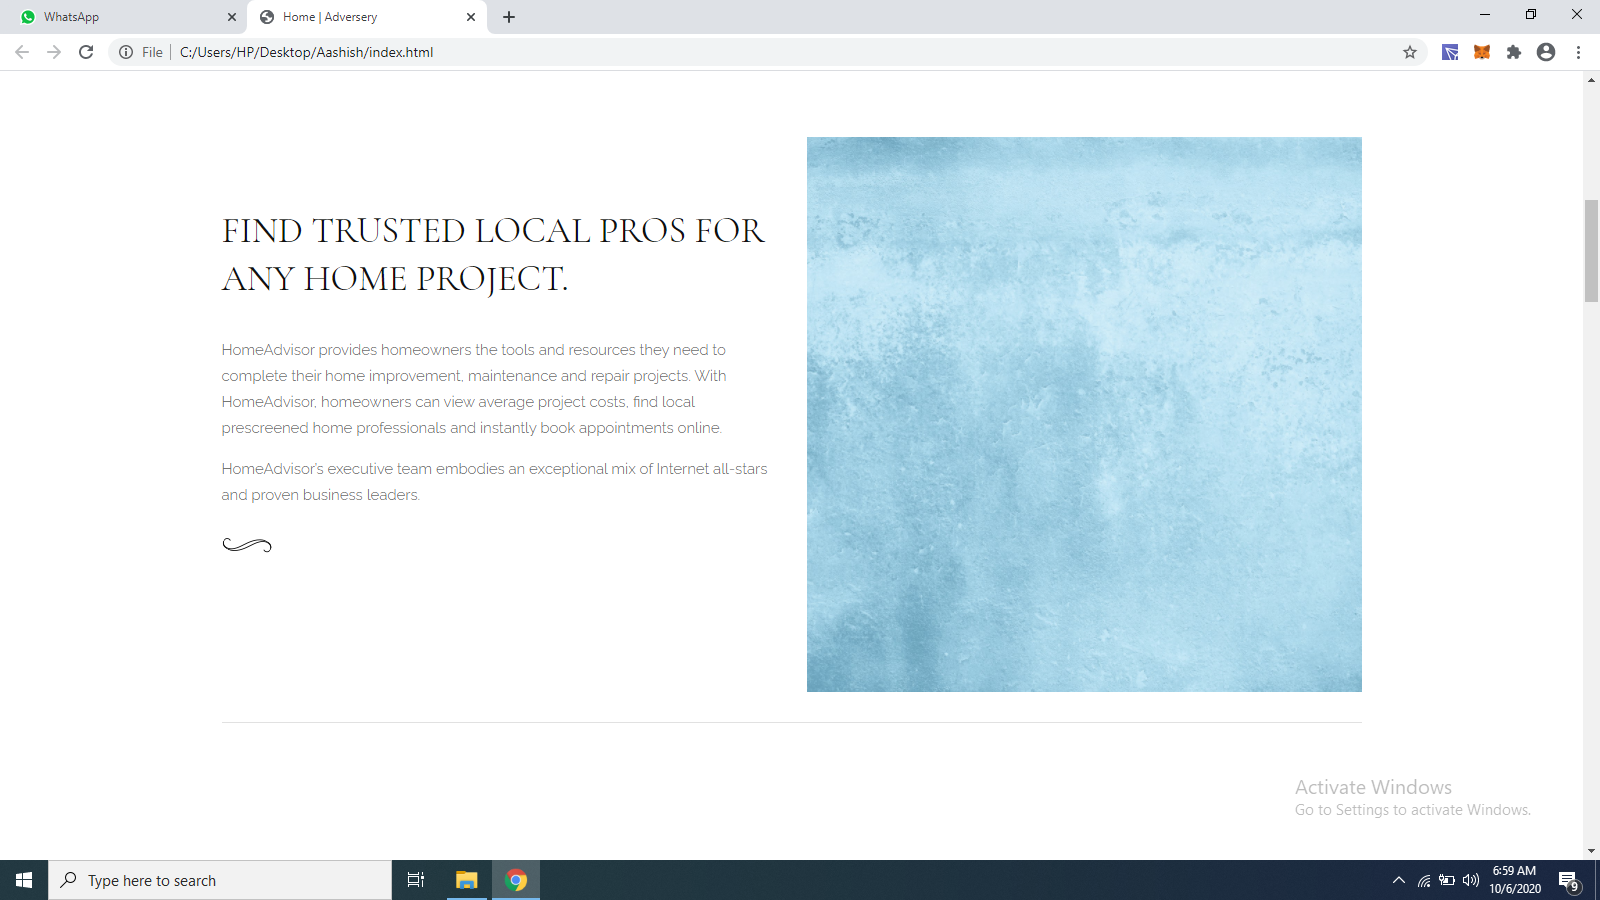 WhatsApp
Home | Adversery
File
C:/Users/HP/Desktop/Aashish/index.html
FIND TRUSTED LOCAL PROS FOR
ANY HOME PROJECT.
HomeAdvisor provides homeowners the tools and resources they need to
complete their home improvement, maintenance and repair projects. With
HomeAdvisor, homeowners can view average project costs, find local
prescreened home professionals and instantly book appointments online.
HomeAdvisor's executive team embodies an exceptional mix of Internet all-stars
and proven business leaders.
Activate Windows
Go to Settings to activate Windows.
Type here to search
6:59 AM
10/6/2020
9